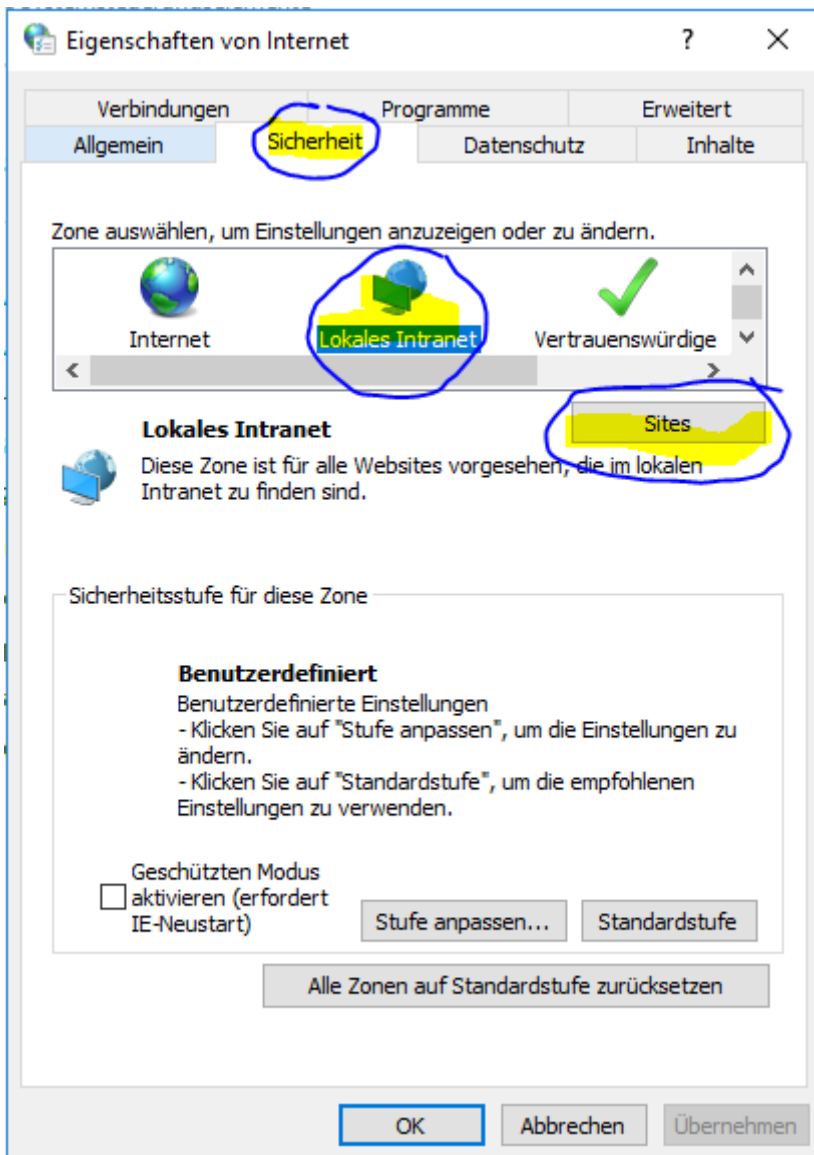 Eigenschaften von Internet
?
Verbindungen
Programme
Erweitert
Allgemein
Sicherheit
Datenschutz
Inhalte
Zone auswählen, um Einstellungen anzuzeigen oder zu ändern.
Internet
Lokales Intranet
Vertrauenswürdige
Sites
Lokales Intranet
Diese Zone ist für alle Websites vorgesehen, die im lokalen
Intranet zu finden sind.
Sicherheitsstufe für diese Zone
Benutzerdefiniert
Benutzerdefinierte Einstellungen
- Klicken Sie auf "Stufe anpassen", um die Einstellungen zu
ändern.
- Klicken Sie auf "Standardstufe", um die empfohlenen
Einstellungen zu verwenden.
Geschützten Modus
aktivieren (erfordert
IE-Neustart)
Stufe anpassen...
Standardstufe
Alle Zonen auf Standardstufe zurücksetzen
OK
Abbrechen
Übernehmen